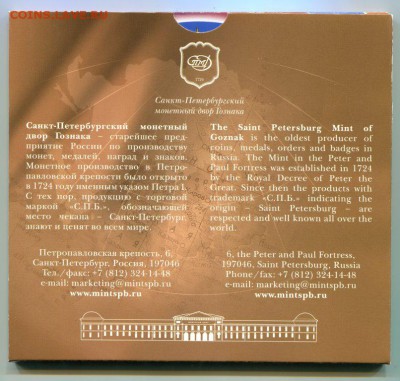 COINS.LAVE.RU
Санкт-Петербургский
монетный двор Гознака
Санкт-Петербургский монетный
двор Гознака – старейшее пред-
приятие России по производству
монет, медалей, наград и знаков.
Монетное производство в Петро-
павловской крепости было открыто
в 1724 году именным указом Петра I.
С тех пор, продукцию с торговой
маркой «С.П.Б.», обозначающей
место чекана – Санкт-Петербург,
знают и ценят во всем мире.
Петропавловская крепость, 6,
Санкт-Петербург, Россия, 197046
Тел./факс: +7 (812) 324-14-48
e-mail: marketing@mintspb.ru
www.mintspb.ru
The Saint Petersburg Mint of
Goznak is the oldest producer of
coins, medals, orders and badges in
Russia. The Mint in the Peter and
Paul Fortress was established in 1724
by the Royal Decree of Peter the
Great. Since then the products with
trademark «С.П.Б.» indicating the
origin – Saint Petersburg – are
respected and well known all over the
world.
6, the Peter and Paul Fortress,
197046, Saint Petersburg, Russia
Phone/fax: +7 (812) 324-14-48
e-mail: marketing@mintspb.ru
www.mintspb.ru